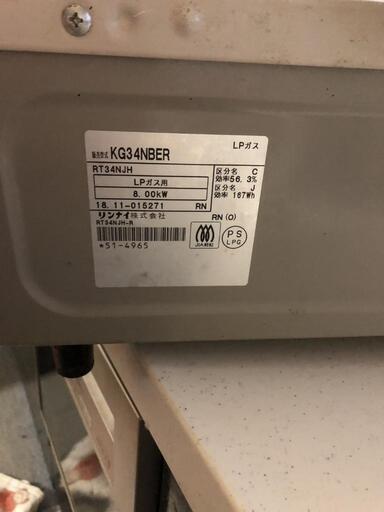 販売型式 KG34NBER LPガス
RT34NJH
LPガス用
8.00kW
18.11-015271 RN
リンナイ株式会社
RT34NJH-R
*51-4965
区分名 C
効率56.3%
区分名 J
効率 167Wh
RN (O)
JIA認証
PS
LPG